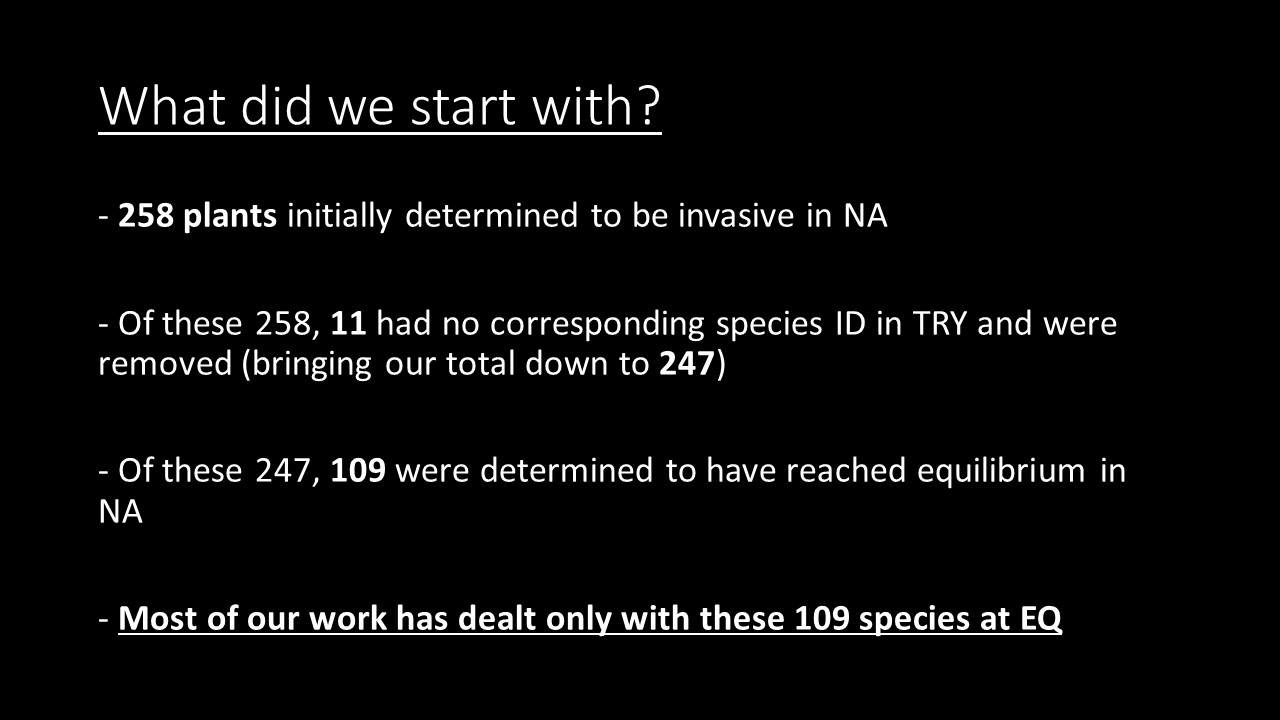 What did we start with?
- 258 plants initially determined to be invasive in NA
- Of these 258, 11 had no corresponding species ID in TRY and were
removed (bringing our total down to 247)
- Of these 247, 109 were determined to have reached equilibrium in
NA
- Most of our work has dealt only with these 109 species at EQ